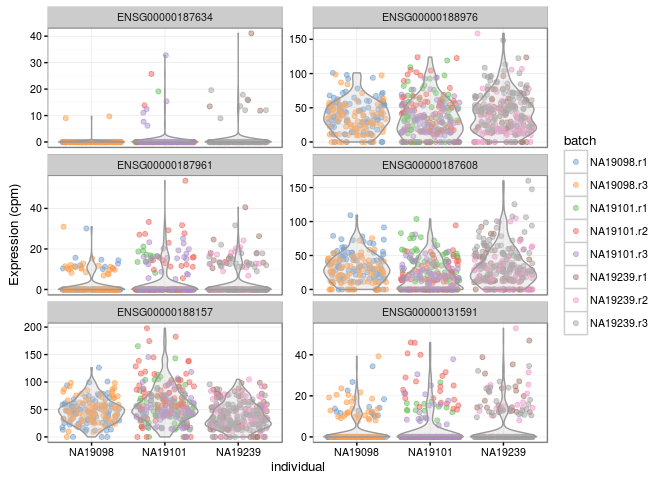 ENSG00000187634
ENSG00000188976
40
30
20
10
0
150
100
50
0
ENSG00000187961
ENSG00000187608
40
20
0
150
100
50
0
ENSG00000188157
ENSG00000131591
200
150
100
50
0
40
20
0
NA19098
NA19101
NA19239
NA19098
NA19101
NA19239
individual
Expression (cpm)
batch
NA19098.r1
NA19098.r3
NA19101.r1
NA19101.r2
NA19101.r3
NA19239.r1
NA19239.r2
NA19239.r3